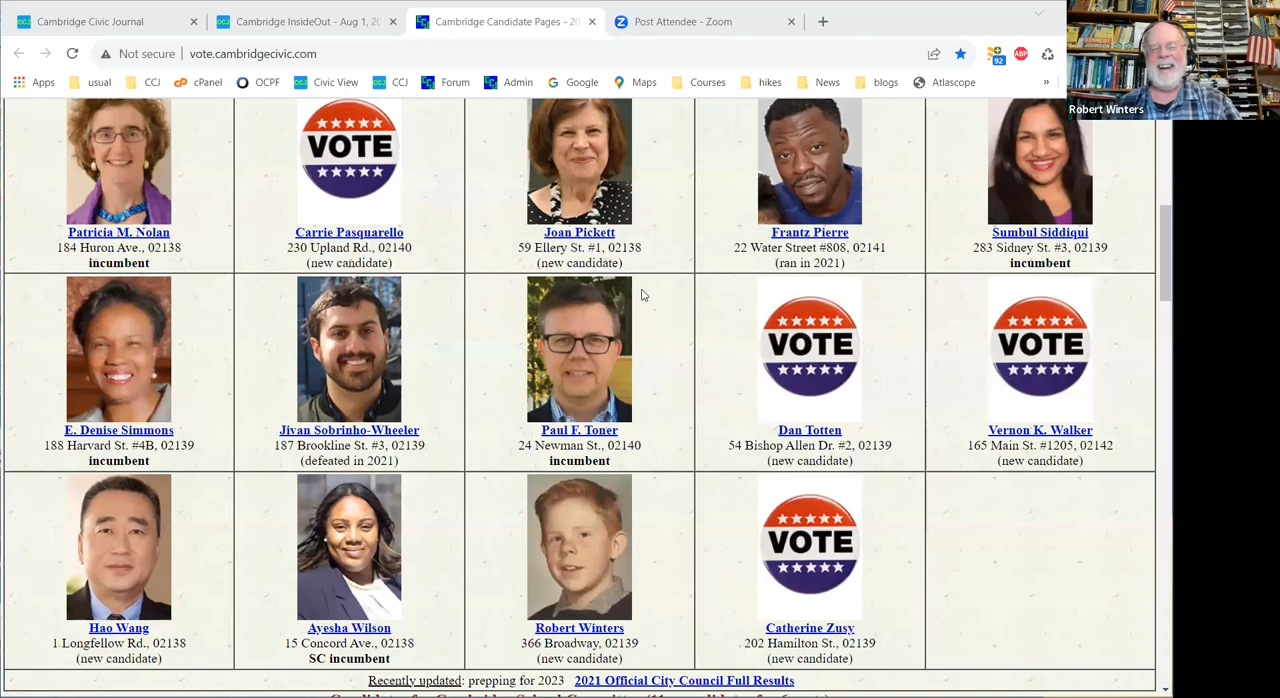 Cambridge Civic Journal
Cambridge InsideOut - Aug 1, 20
Cambridge Candidate Pages - 20
Post Attendee - Zoom
Not secure
vote.cambridgecivic.com
92
ABP
Apps
usual
CCJ
cPanel
OCPF
Civic View
CCJ
Forum
Admin
Google
Maps
Courses
hikes
News
blogs
Atlascope
»
Robert Winters
VOTE
Patricia M. Nolan
184 Huron Ave., 02138
incumbent
Carrie Pasquarello
230 Upland Rd., 02140
(new candidate)
Joan Pickett
59 Ellery St. #1, 02138
(new candidate)
Frantz Pierre
22 Water Street #808, 02141
(ran in 2021)
Sumbul Siddiqui
283 Sidney St. #3, 02139
incumbent
VOTE
VOTE
E. Denise Simmons
188 Harvard St. #4B, 02139
incumbent
Jivan Sobrinho-Wheeler
187 Brookline St. #3, 02139
(defeated in 2021)
Paul F. Toner
24 Newman St., 02140
incumbent
Dan Totten
54 Bishop Allen Dr. #2, 02139
(new candidate)
Vernon K. Walker
165 Main St. #1205, 02142
(new candidate)
VOTE
Hao Wang
1 Longfellow Rd., 02138
(new candidate)
Ayesha Wilson
15 Concord Ave., 02138
SC incumbent
Robert Winters
366 Broadway, 02139
(new candidate)
Catherine Zusy
202 Hamilton St., 02139
(new candidate)
Recently updated: prepping for 2023 2021 Official City Council Full Results